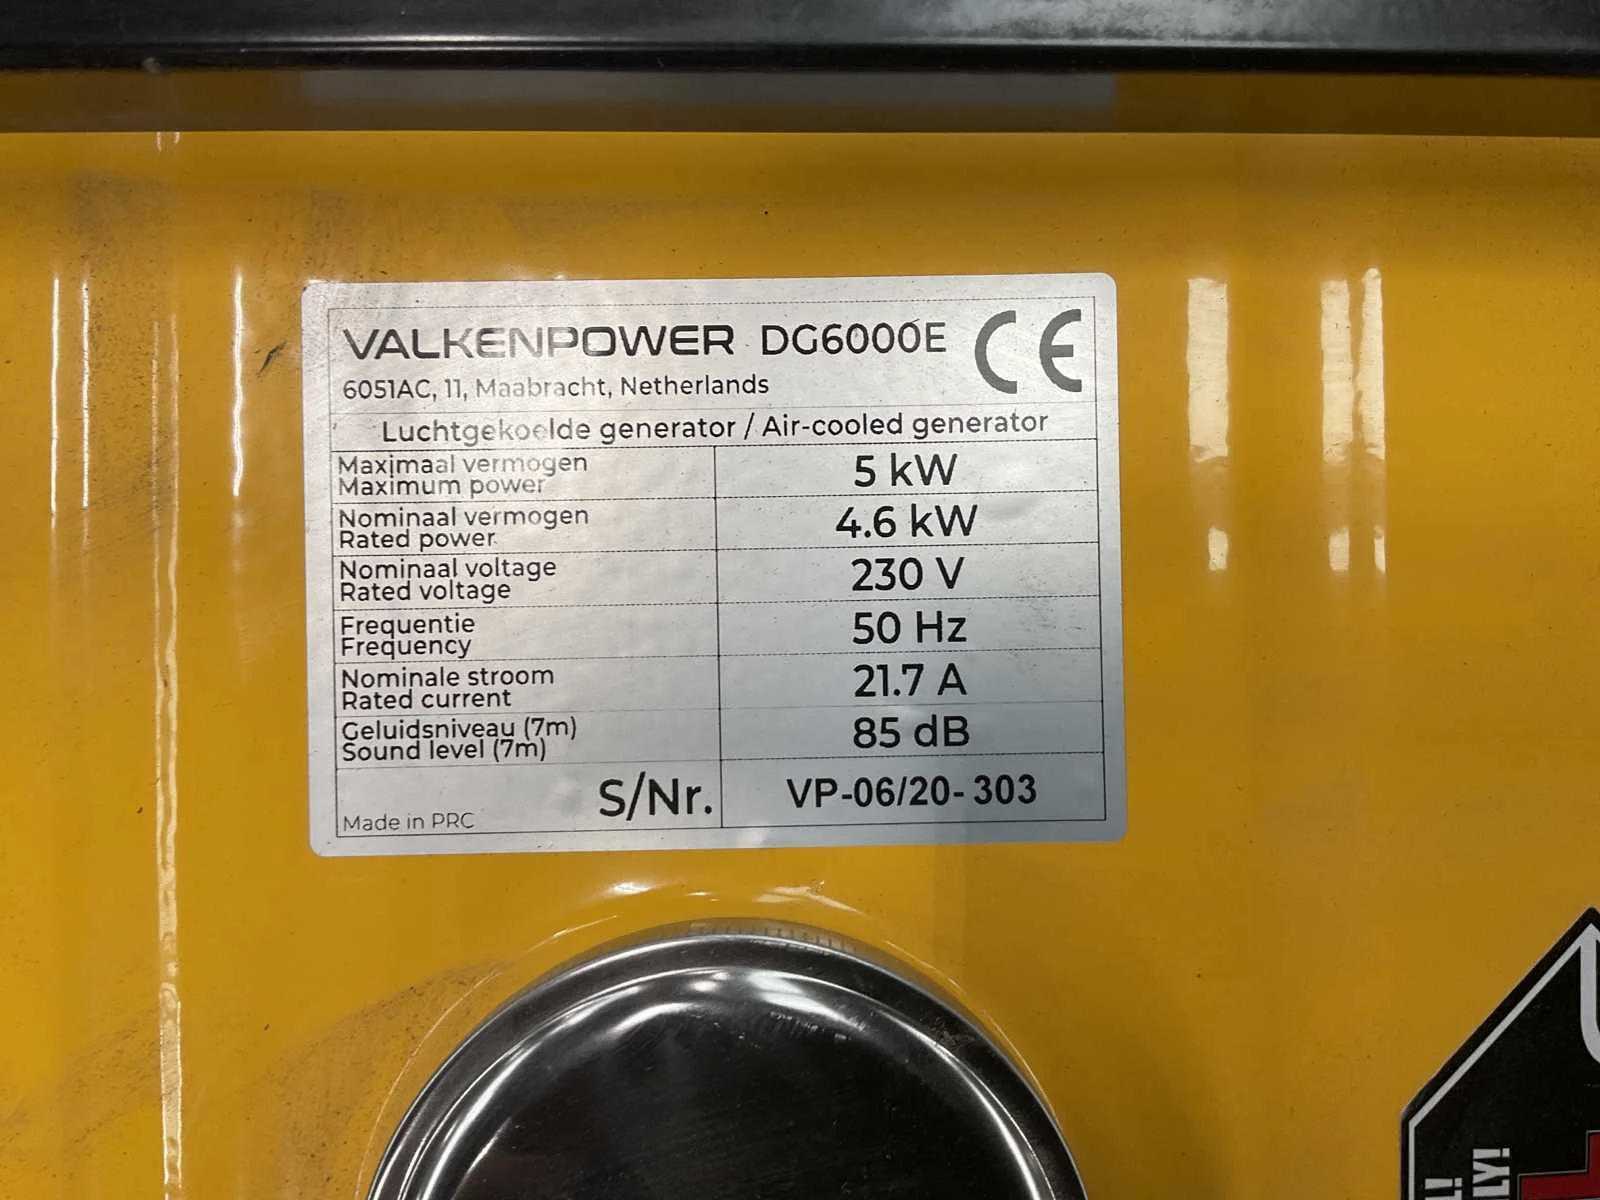 VALKENPOWER DG6000E CE
6051AC, 11, Maabracht, Netherlands
Luchtgekoelde generator / Air-cooled generator
Maximaal vermogen
Maximum power
5 kW
Nominaal vermogen
Rated power
4.6 kW
Nominaal voltage
Rated voltage
230 V
Frequentie
Frequency
50 Hz
Nominale stroom
Rated current
21.7 A
Geluidsniveau (7m)
Sound level (7m)
85 dB
Made in PRC
S/Nr.
VP-06/20-303